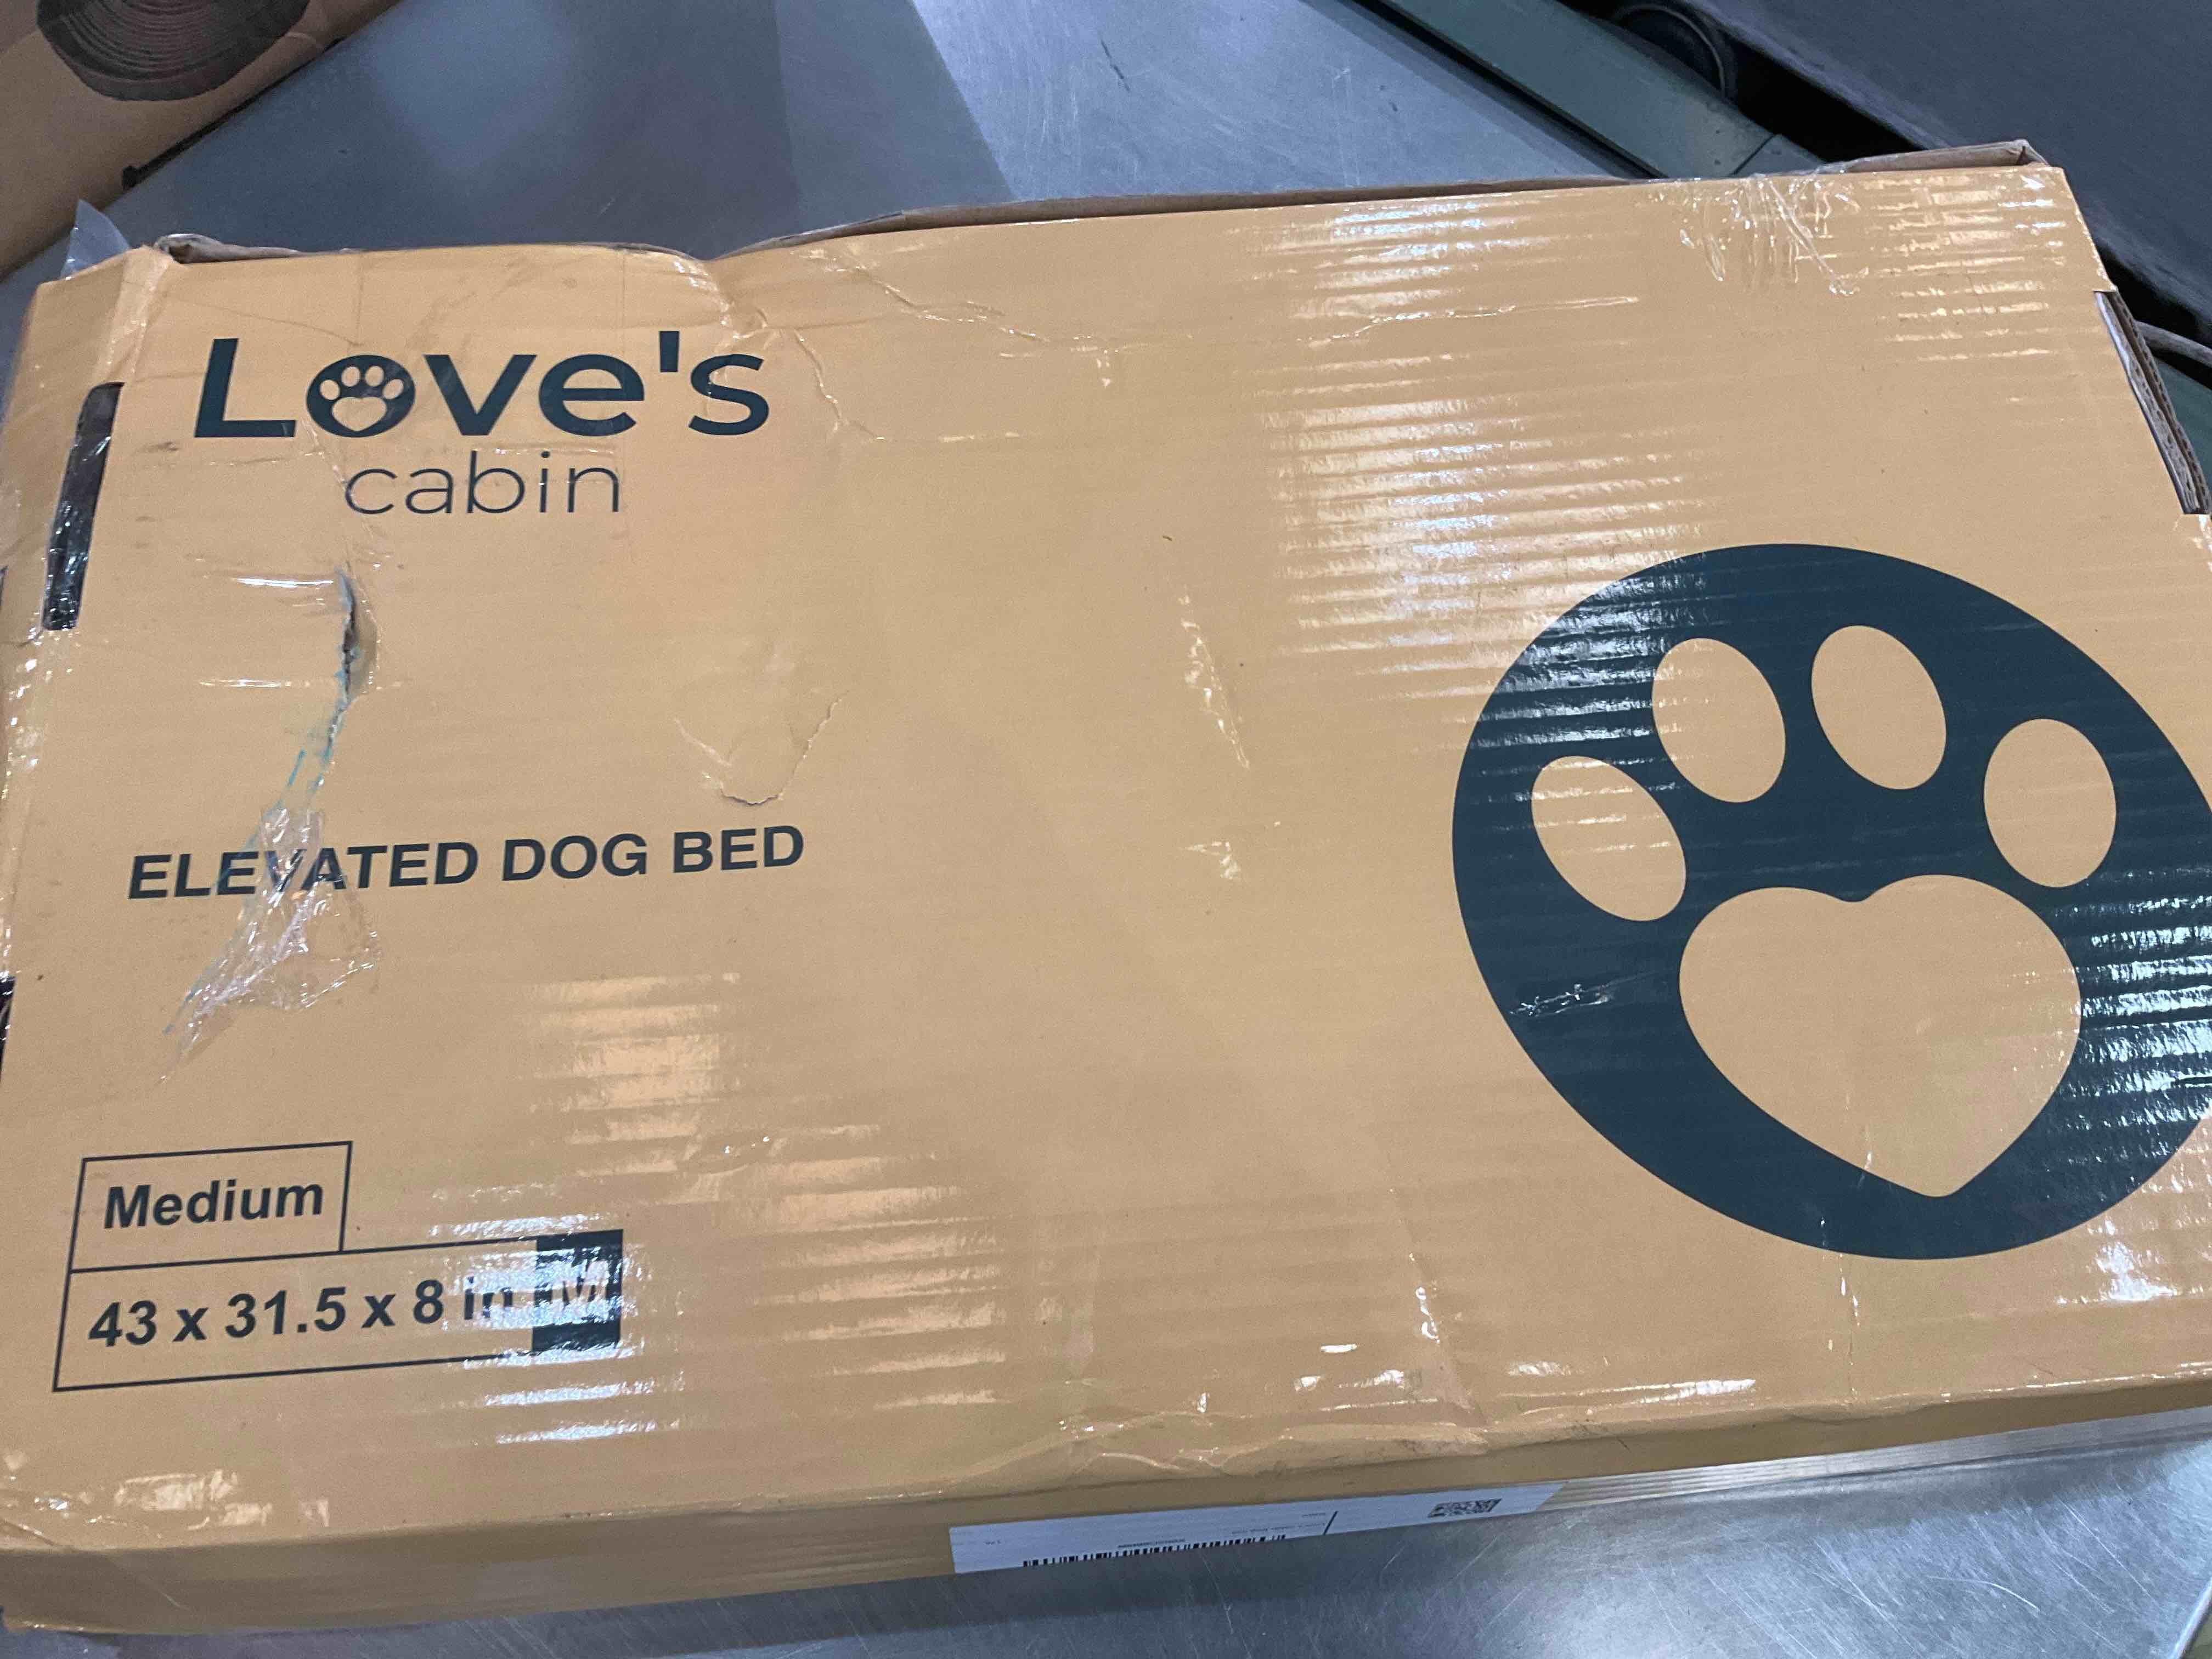 Love's
cabin
ELEVATED DOG BED
Medium
43 x 31.5 x 8 in M